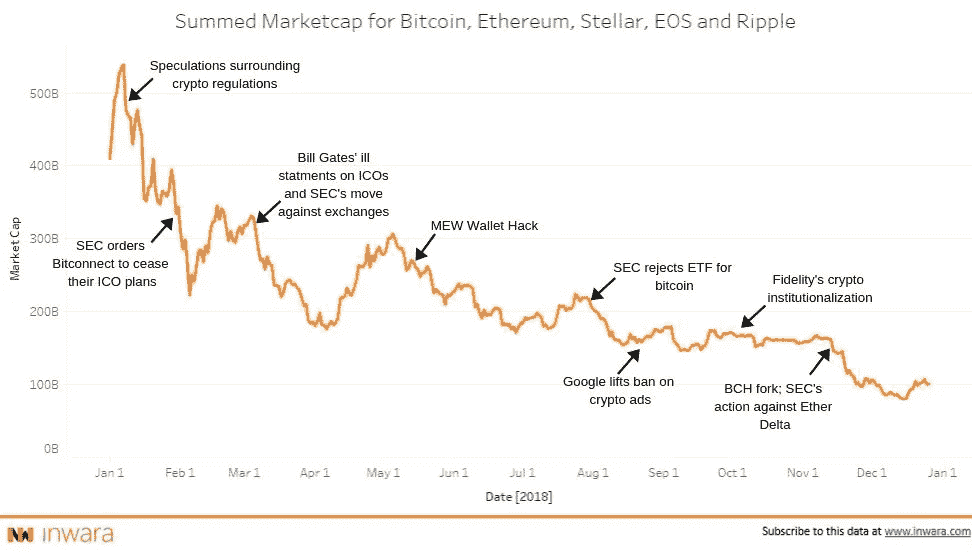 Summed Marketcap for Bitcoin, Ethereum, Stellar, EOS and Ripple
Speculations surrounding
crypto regulations
Bill Gates' ill
statments on ICOs
and SEC's move
against exchanges
MEW Wallet Hack
SEC orders
Bitconnect to cease
their ICO plans
SEC rejects ETF for
bitcoin
Fidelity's crypto
institutionalization
Google lifts ban on
crypto ads
BCH fork; SEC's
action against Ether
Delta
Market Cap
500B
400B
300B
200B
100B
0B
Jan 1 Feb 1 Mar 1 Apr 1 May 1 Jun 1 Jul 1 Aug 1 Sep 1 Oct 1 Nov 1 Dec 1 Jan 1
Date [2018]
inwara
Subscribe to this data at www.inwara.com